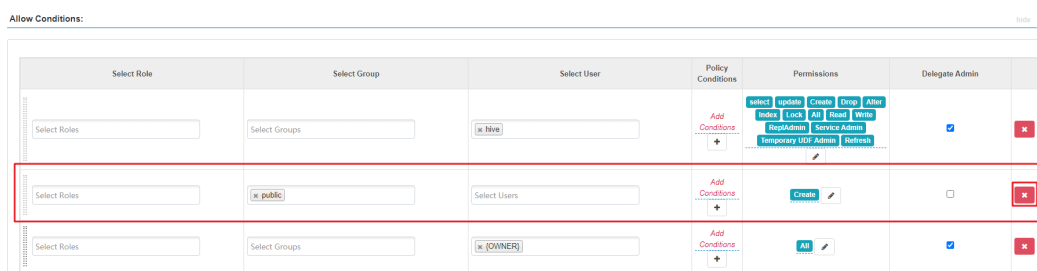 Allow Conditions:
hide
Select Role
Select Group
Select User
Policy
Conditions
Permissions
Delegate Admin
Select Roles
Select Groups
× hive
Add
Conditions
+
select update Create Drop Alter
Index Lock All Read Write
ReplAdmin Service Admin
Temporary UDF Admin Refresh
Select Roles
× public
Select Users
Add
Conditions
+
Create
Select Roles
Select Groups
× {OWNER}
Add
Conditions
+
All